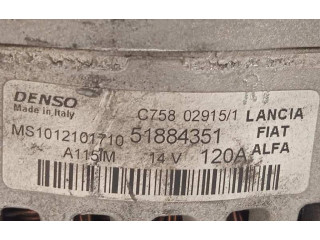 DENSO C758 02915/1 LANCIA
Made in Italy
MS1012101710 51884351 FIAT
A115IM 14 V 120A ALFA